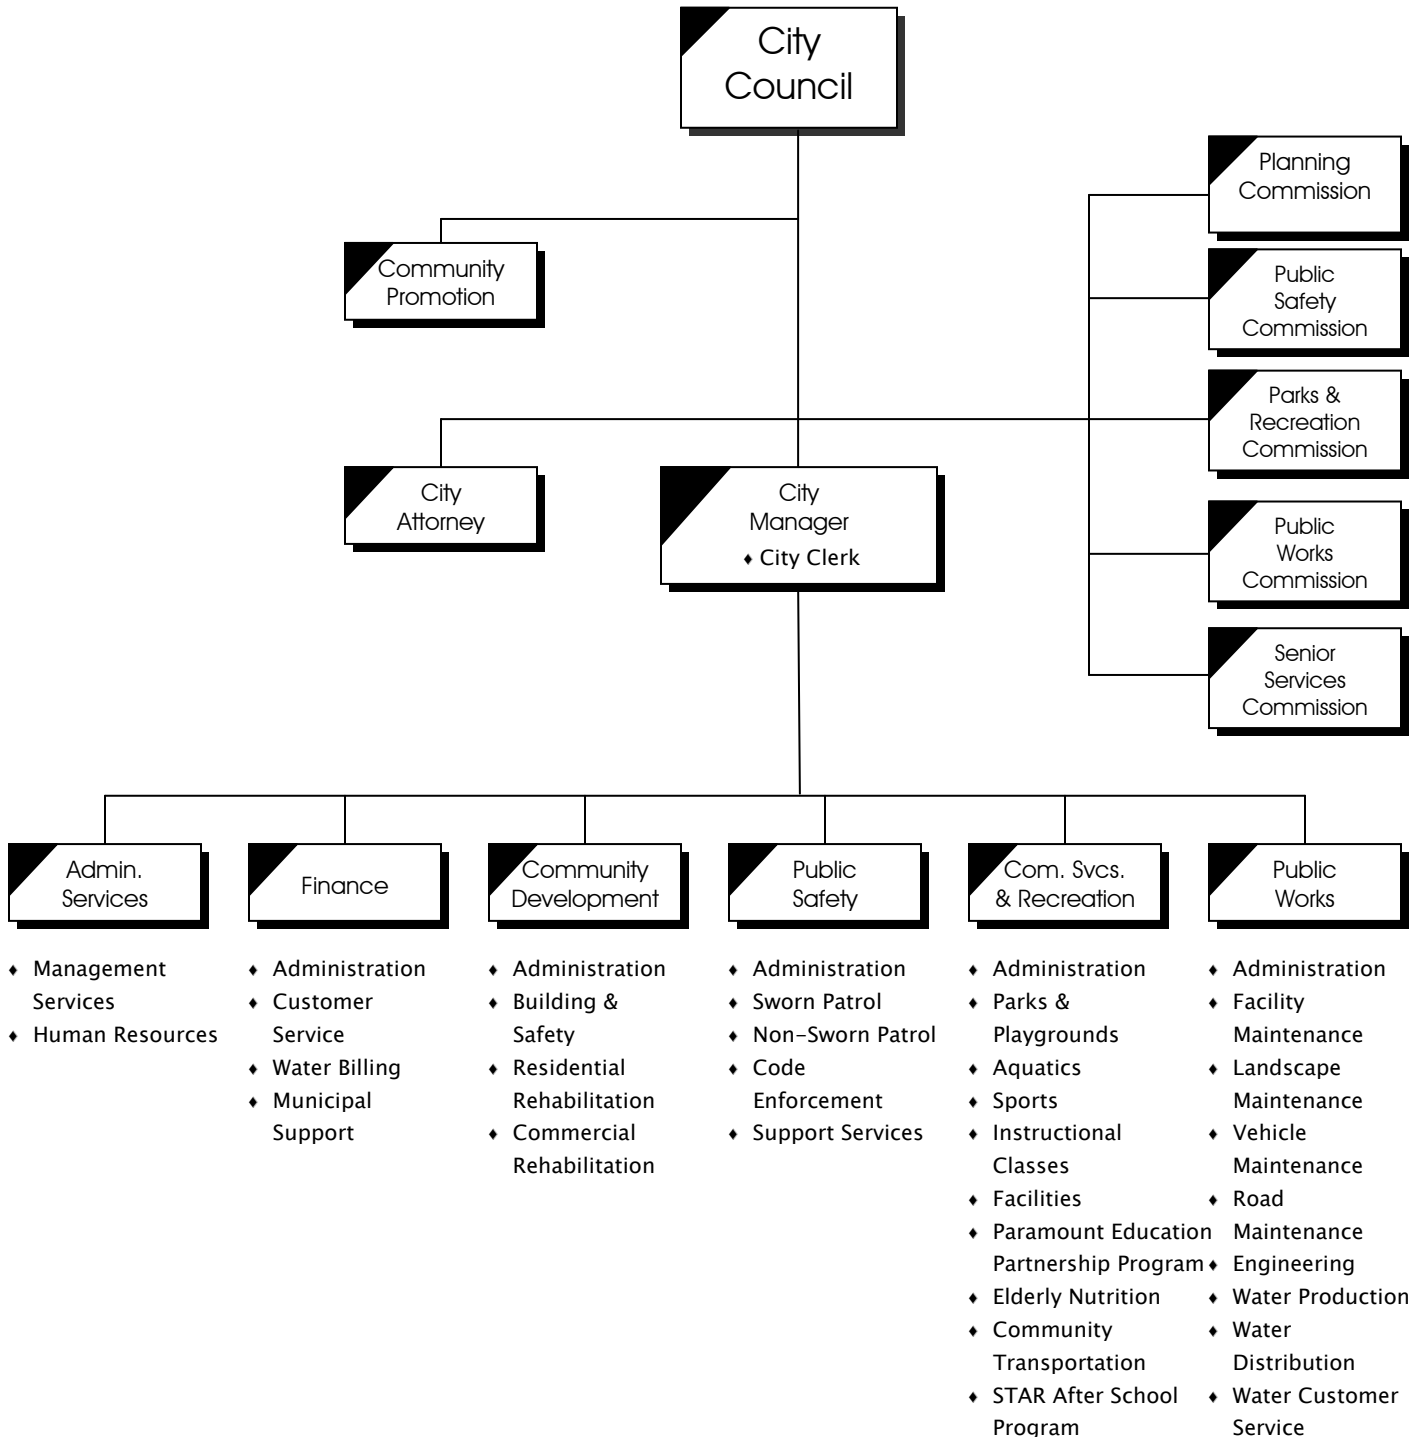 City
Council
Planning
Commission
Community
Promotion
Public
Safety
Commission
Parks &
Recreation
Commission
City
Attorney
City
Manager
♦ City Clerk
Public
Works
Commission
Senior
Services
Commission
Admin.
Services
♦ Management
Services
♦ Human Resources
Finance
♦ Administration
♦ Customer
Service
♦ Water Billing
♦ Municipal
Support
Community
Development
♦ Administration
♦ Building &
Safety
♦ Residential
Rehabilitation
♦ Commercial
Rehabilitation
Public
Safety
♦ Administration
♦ Sworn Patrol
♦ Non-Sworn Patrol
♦ Code
Enforcement
♦ Support Services
Com. Svcs.
& Recreation
♦ Administration
♦ Parks &
Playgrounds
♦ Aquatics
♦ Sports
♦ Instructional
Classes
♦ Facilities
♦ Paramount Education
Partnership Program
♦ Elderly Nutrition
♦ Community
Transportation
♦ STAR After School
Program
Public
Works
♦ Administration
♦ Facility
Maintenance
♦ Landscape
Maintenance
♦ Vehicle
Maintenance
♦ Road
Maintenance
♦ Engineering
♦ Water Production
♦ Water
Distribution
♦ Water Customer
Service